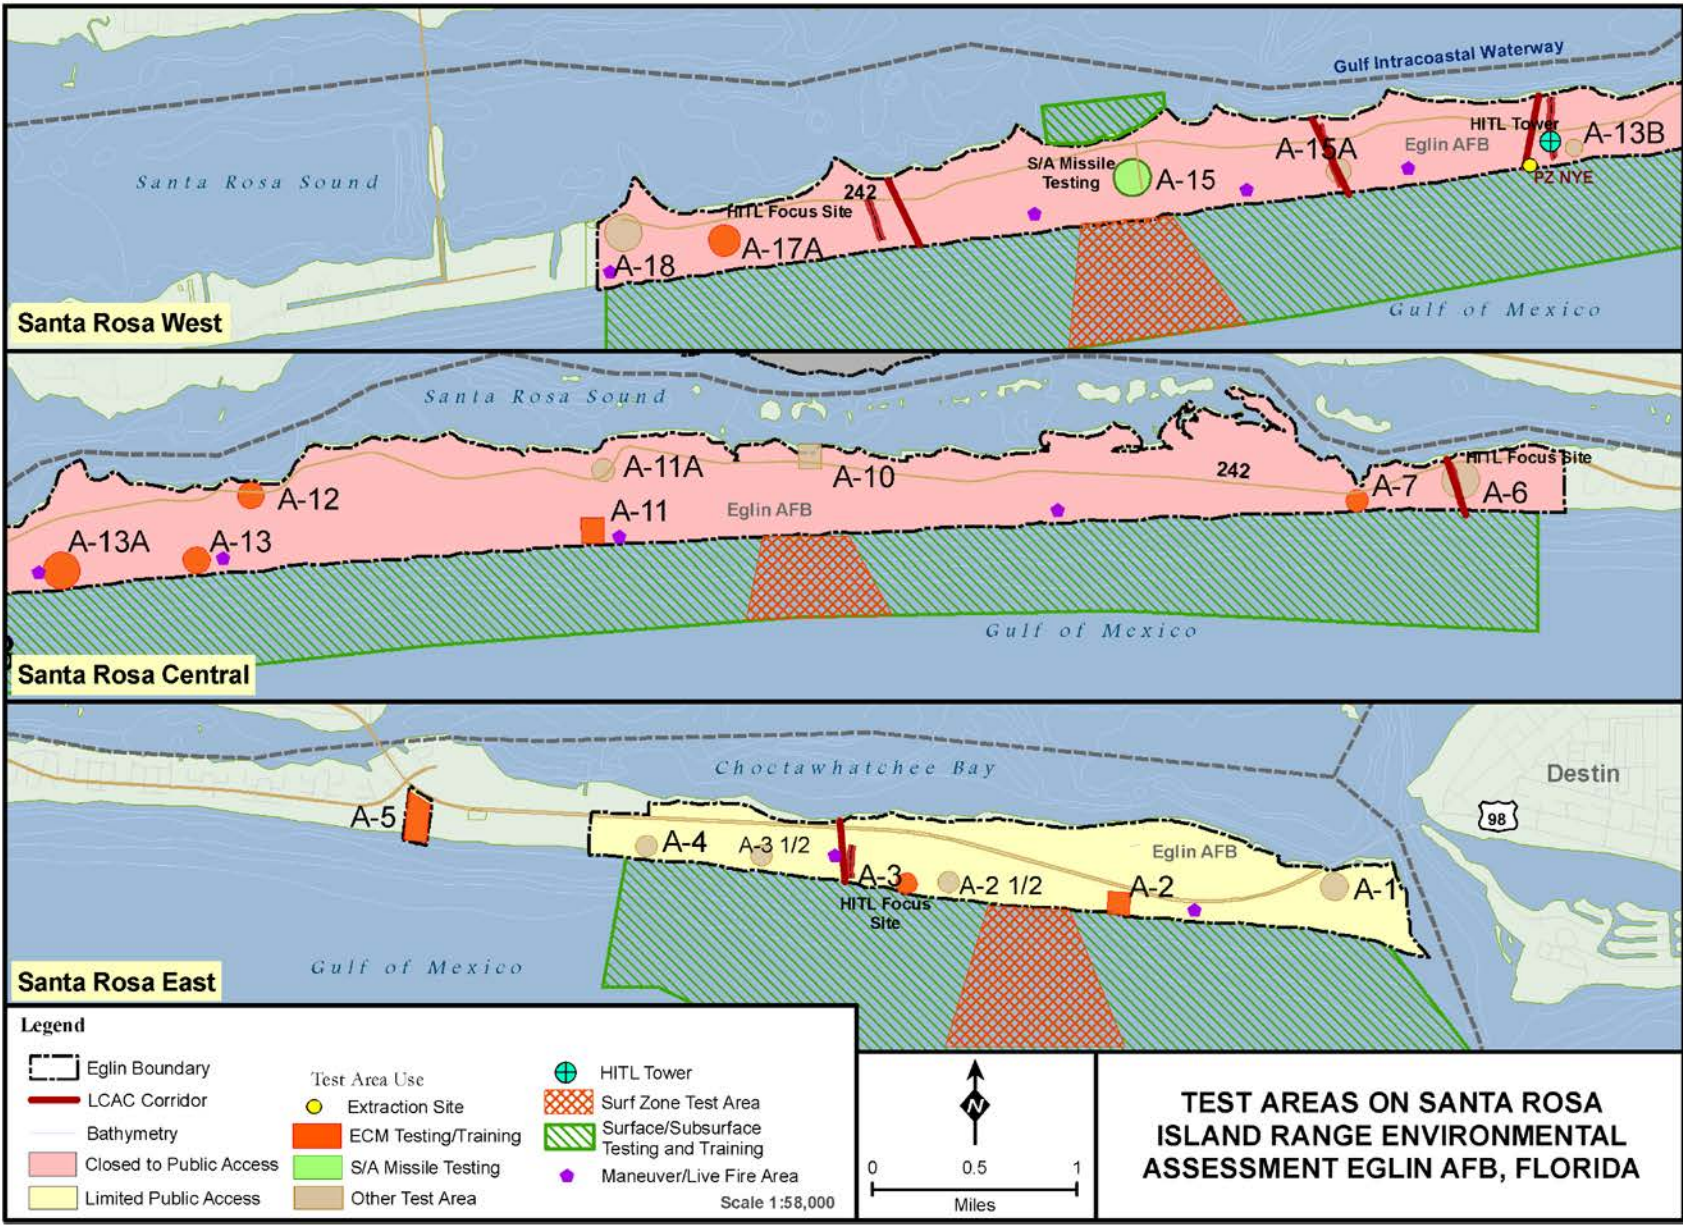 Gulf Intracoastal Waterway
HITL Tower
A-13B
A-15A
Eglin AFB
S/A Missile
Testing
A-15
PZ NYE
Santa Rosa Sound
242
HITL Focus Site
A-17A
A-18
Gulf of Mexico
Santa Rosa West
Santa Rosa Sound
HITL Focus Site
A-11A
A-10
242
A-7
A-6
A-12
A-11
Eglin AFB
A-13A
A-13
Gulf of Mexico
Santa Rosa Central
Choctawhatchee Bay
Destin
98
A-5
A-4
A-3 1/2
Eglin AFB
A-3
A-2 1/2
A-2
A-1
HITL Focus
Site
Gulf of Mexico
Santa Rosa East
Legend
Eglin Boundary
LCAC Corridor
Bathymetry
Closed to Public Access
Limited Public Access
Test Area Use
Extraction Site
ECM Testing/Training
S/A Missile Testing
Other Test Area
HITL Tower
Surf Zone Test Area
Surface/Subsurface
Testing and Training
Maneuver/Live Fire Area
Scale 1:58,000
N
0 0.5 1
Miles
TEST AREAS ON SANTA ROSA
ISLAND RANGE ENVIRONMENTAL
ASSESSMENT EGLIN AFB, FLORIDA